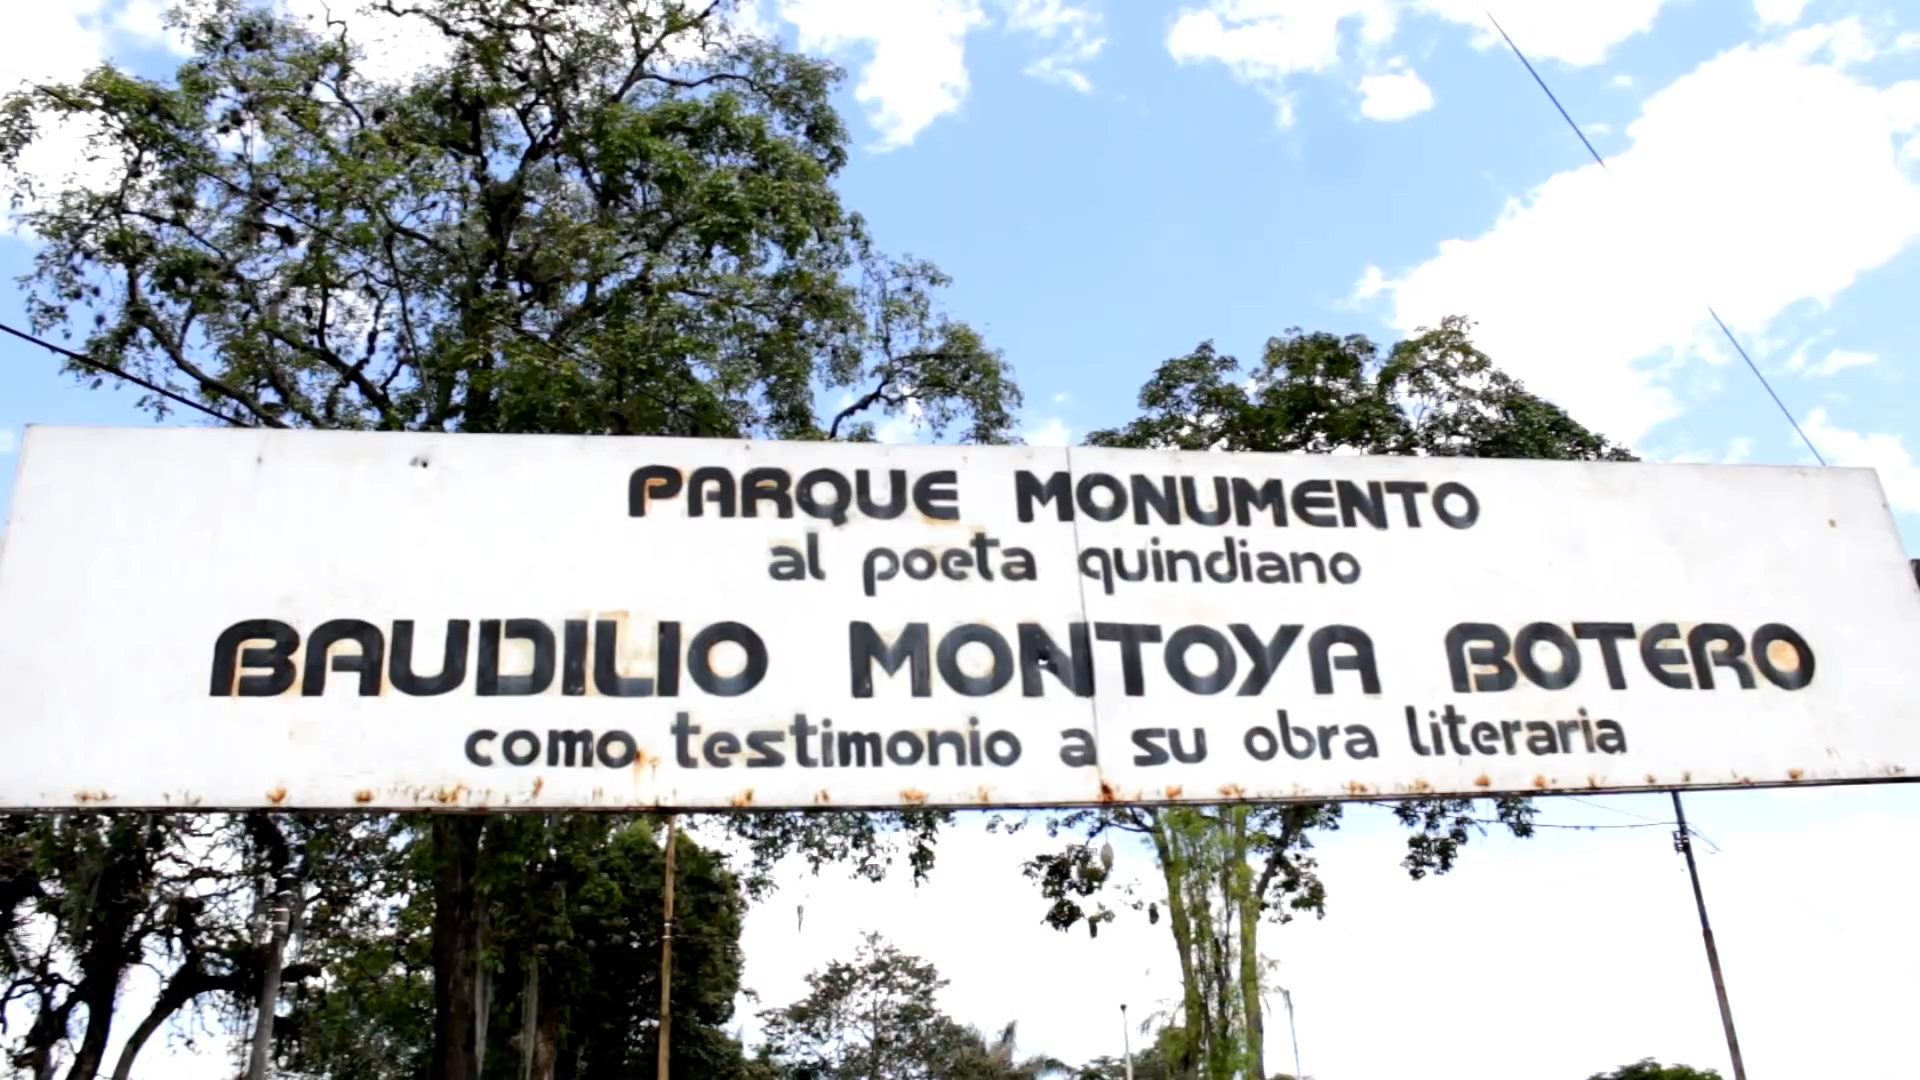 PARQUE MONUMENTO
al poeta quindiano
BAUDILIO MONTOYA BOTERO
como testimonio a su obra literaria